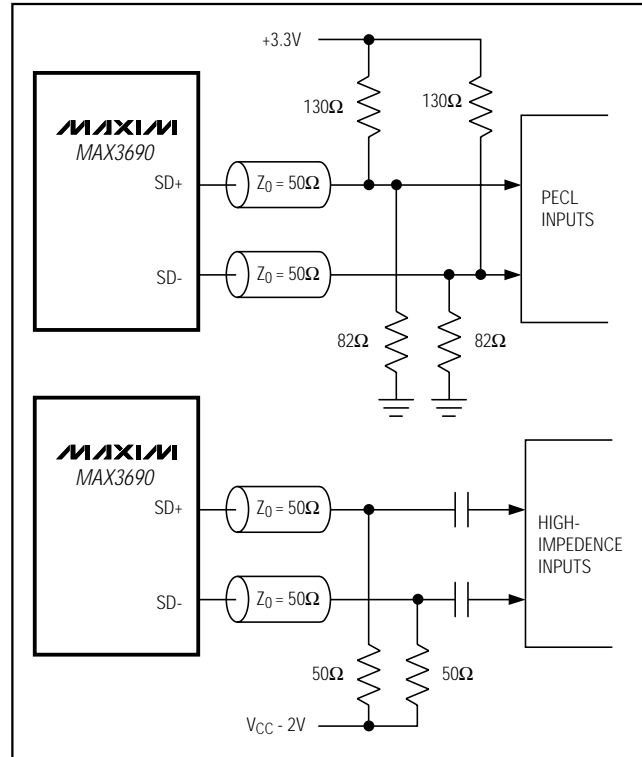 +3.3V
130Ω
130Ω
MAXIM
MAX3690
SD+
Z0 = 50Ω
PECL
INPUTS
SD-
Z0 = 50Ω
82Ω
82Ω
MAXIM
MAX3690
SD+
Z0 = 50Ω
HIGH-
IMPEDENCE
INPUTS
SD-
Z0 = 50Ω
50Ω
50Ω
VCC - 2V